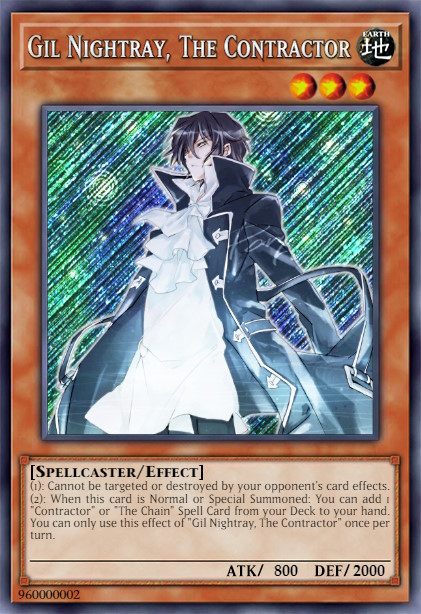 Gil Nightray, The Contractor
EARTH
地
[Spellcaster/Effect]
(1): Cannot be targeted or destroyed by your opponent's card effects.
(2): When this card is Normal or Special Summoned: You can add 1
"Contractor" or "The Chain" Spell Card from your Deck to your hand.
You can only use this effect of "Gil Nightray, The Contractor" once per
turn.
ATK/ 800 DEF/2000
960000002